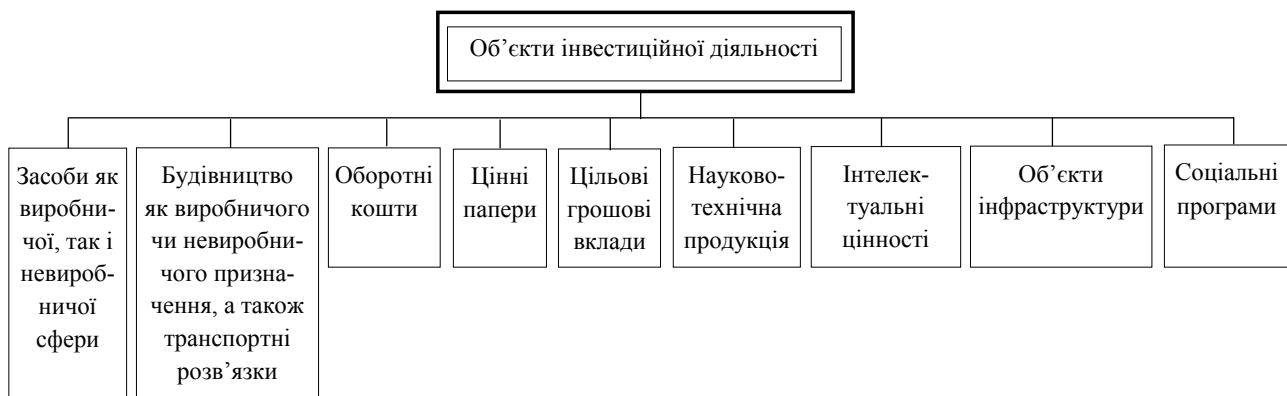 Об’єкти інвестиційної діяльності
Засоби як
виробни-
чої, так і
невироб-
ничої
сфери
Будівництво
як виробничого
чи невиробни-
чого призна-
чення, а також
транспортні
розв’язки
Оборотні
кошти
Цінні
папери
Цільові
грошові
вклади
Науково-
технічна
продукція
Інтелек-
туальні
цінності
Об’єкти
інфраструктури
Соціальні
програми